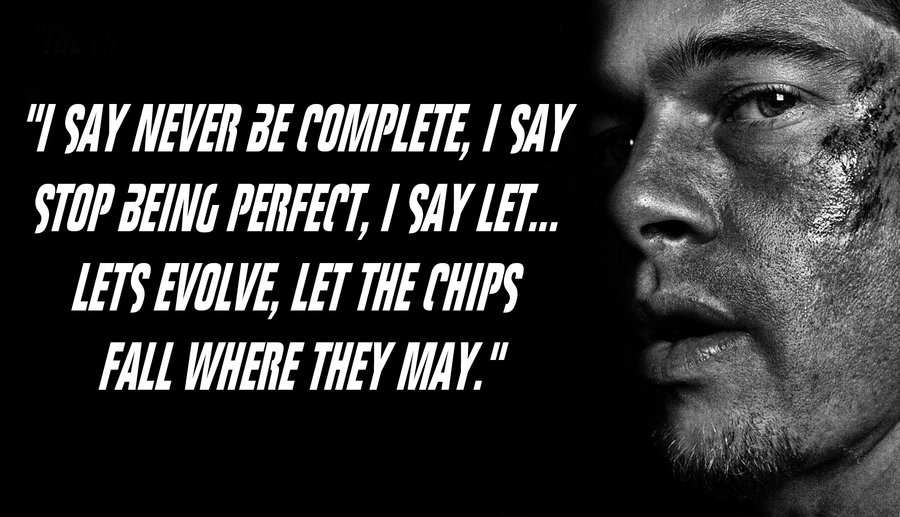 "I SAY NEVER BE COMPLETE, I SAY
STOP BEING PERFECT, I SAY LET...
LETS EVOLVE, LET THE CHIPS
FALL WHERE THEY MAY."